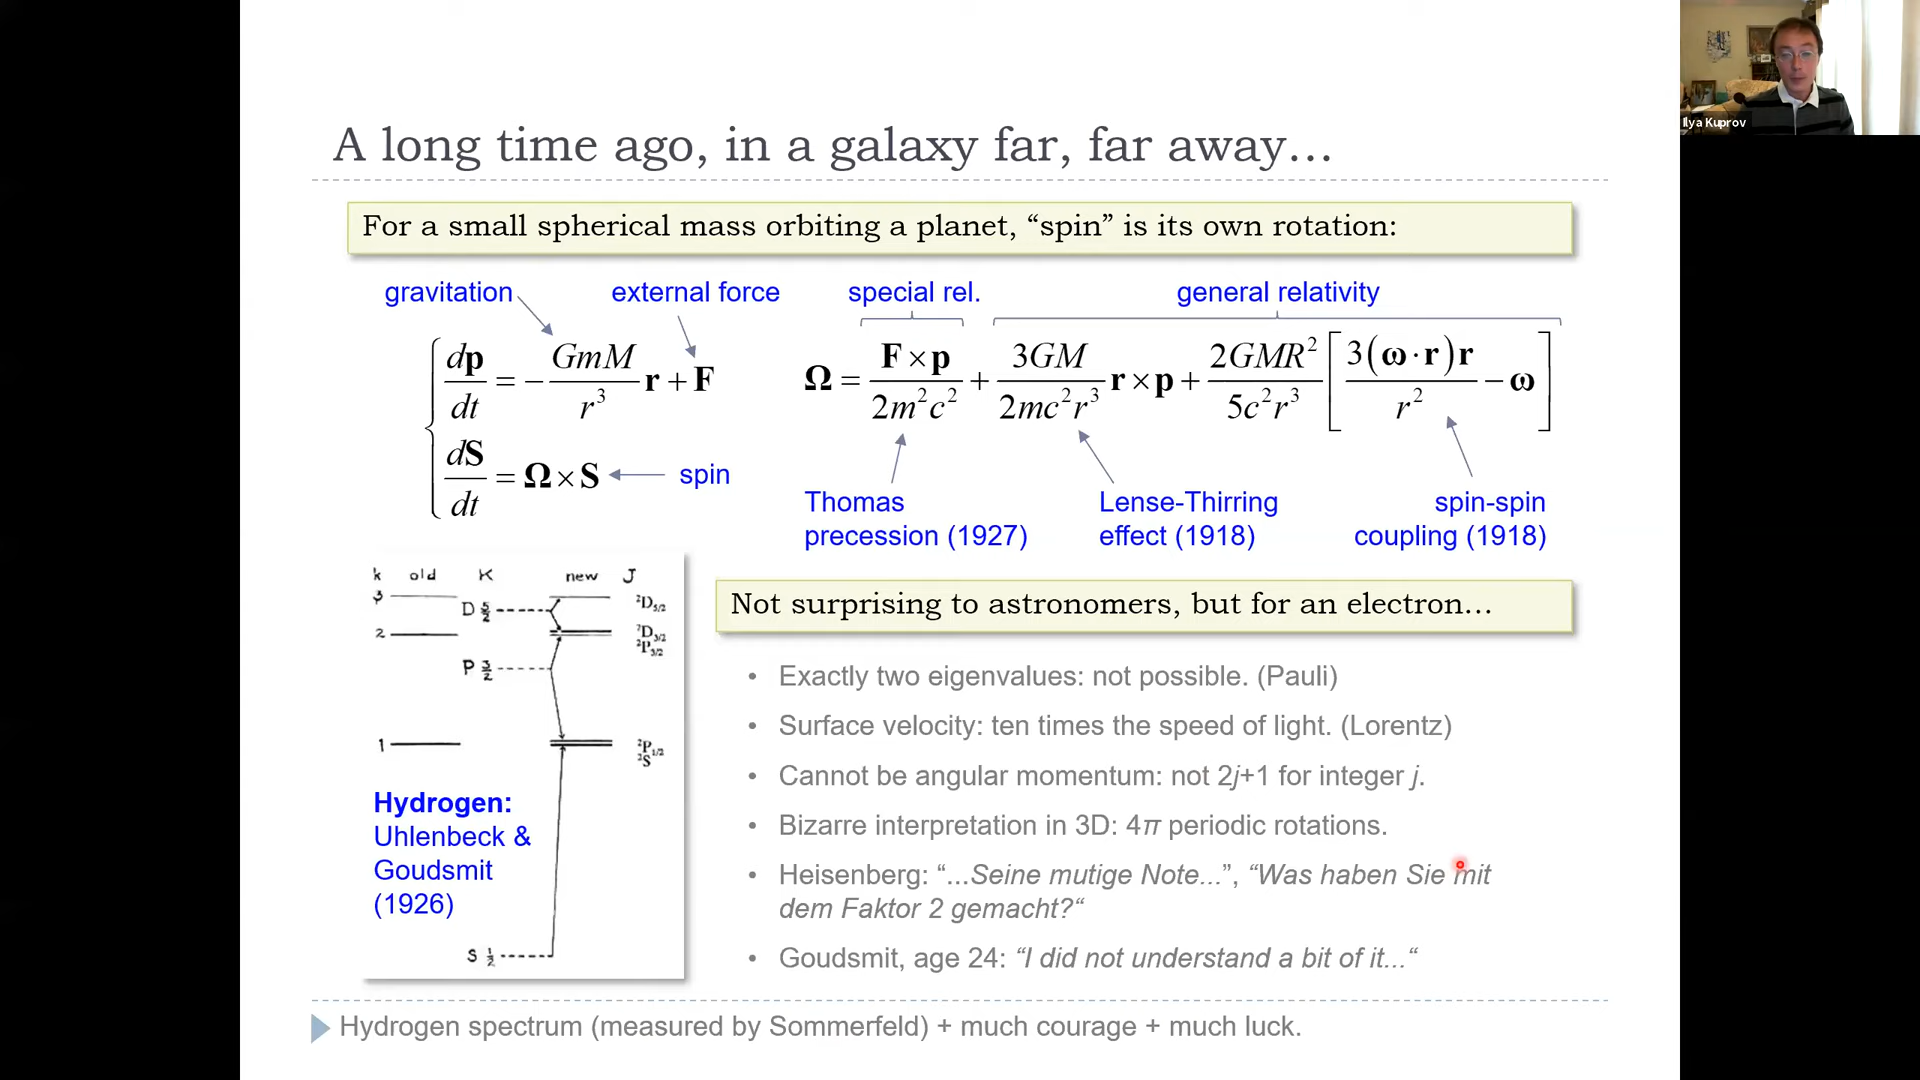 Ilya Kuprov
A long time ago, in a galaxy far, far away...
For a small spherical mass orbiting a planet, “spin” is its own rotation:
gravitation
external force
special rel.
general relativity
dp/dt = −(GmM/r³) r + F
dS/dt = Ω × S
spin
Ω = (F × p)/(2m²c²) + (3GM/(2mc²r³)) r × p + (2GMR²/(5c²r³)) [3(ω · r)r/r² − ω]
Thomas
precession (1927)
Lense-Thirring
effect (1918)
spin-spin
coupling (1918)
k old K new J
3
D 5/2
²D5/2
2
²D3/2
²P3/2
P 3/2
1
²P1/2
²S
S 1/2
Hydrogen:
Uhlenbeck &
Goudsmit
(1926)
Not surprising to astronomers, but for an electron...
• Exactly two eigenvalues: not possible. (Pauli)
• Surface velocity: ten times the speed of light. (Lorentz)
• Cannot be angular momentum: not 2j+1 for integer j.
• Bizarre interpretation in 3D: 4π periodic rotations.
• Heisenberg: “...Seine mutige Note...”, “Was haben Sie mit
dem Faktor 2 gemacht?“
• Goudsmit, age 24: “I did not understand a bit of it...“
Hydrogen spectrum (measured by Sommerfeld) + much courage + much luck.